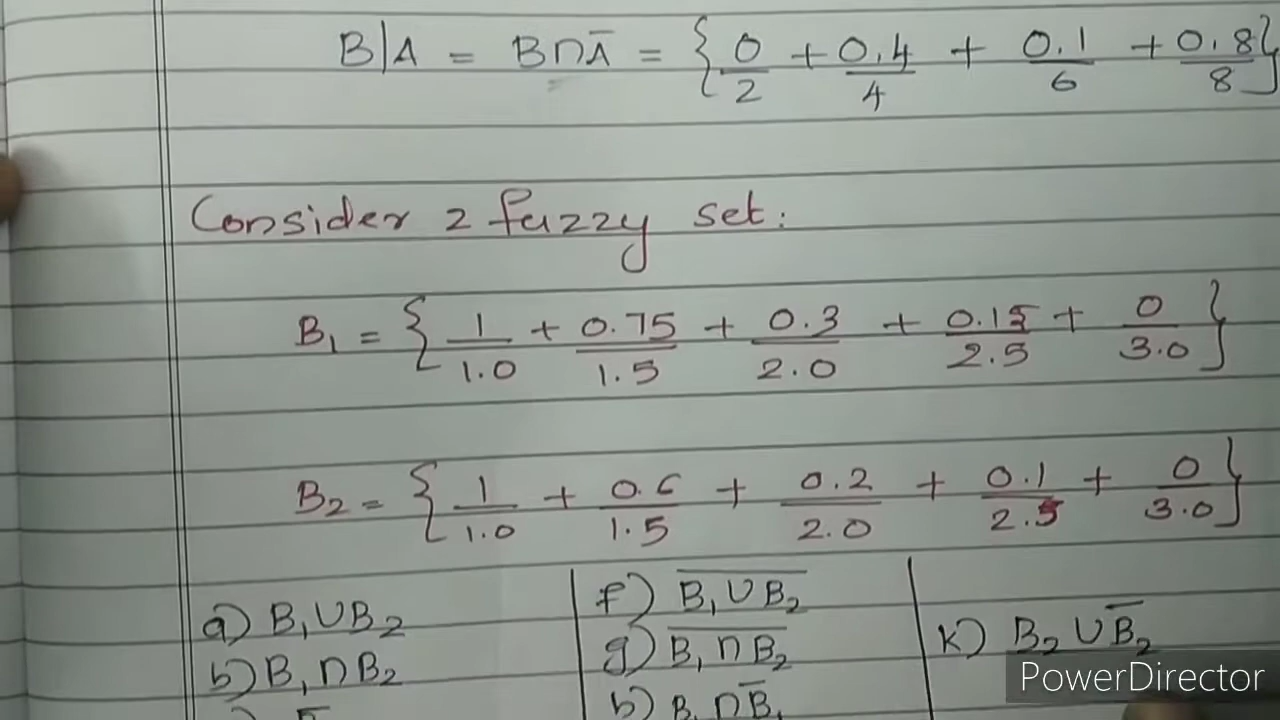 B|A = B∩Ā = {0/2 + 0.4/4 + 0.1/6 + 0.8/8}
Consider 2 fuzzy set:
B₁ = {1/1.0 + 0.75/1.5 + 0.3/2.0 + 0.15/2.5 + 0/3.0}
B₂ = {1/1.0 + 0.6/1.5 + 0.2/2.0 + 0.1/2.5 + 0/3.0}
a) B₁∪B₂
b) B₁∩B₂
f) \overline{B₁∪B₂}
g) \overline{B₁∩B₂}
h) B₁∩B̄₁
k) B₂∪B̄₂
PowerDirector